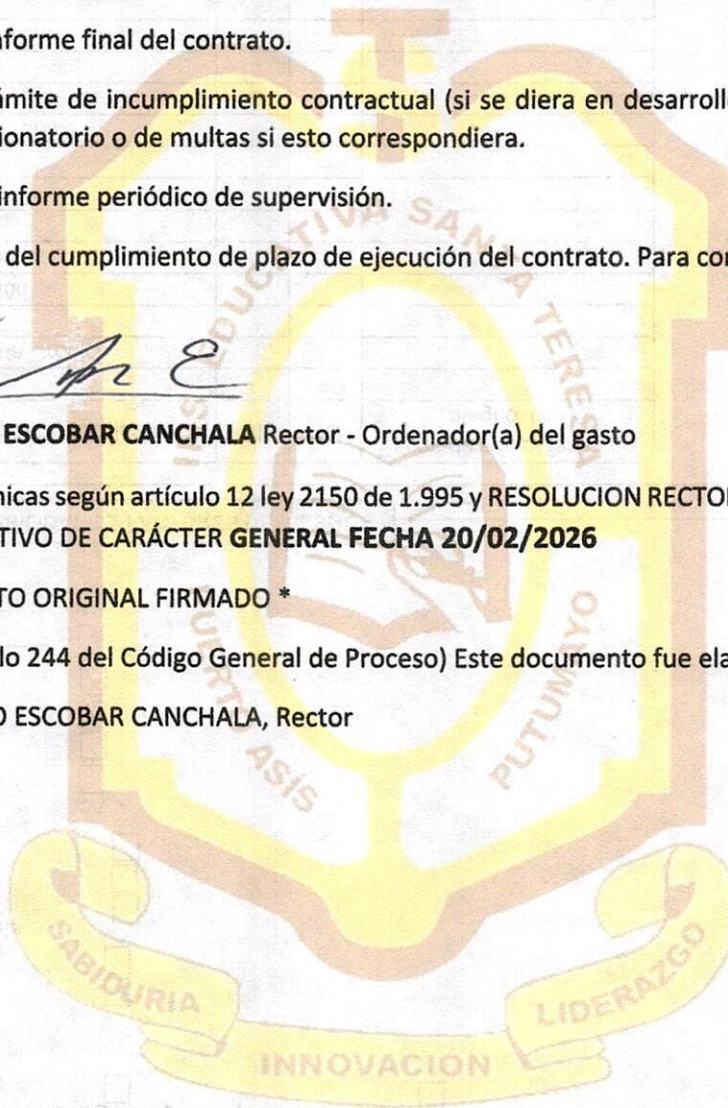 nforme final del contrato.
ámite de incumplimiento contractual (si se diera en desarroll
ionatorio o de multas si esto correspondiera.
informe periódico de supervisión.
del cumplimiento de plazo de ejecución del contrato. Para cor
ESCOBAR CANCHALA Rector - Ordenador(a) del gasto
nicas según artículo 12 ley 2150 de 1.995 y RESOLUCION RECTO
TIVO DE CARÁCTER GENERAL FECHA 20/02/2026
TO ORIGINAL FIRMADO *
lo 244 del Código General de Proceso) Este documento fue ela
O ESCOBAR CANCHALA, Rector
INS EDUCATIVA SANTA TERESA
PUERTO ASIS
PUTUMAYO
SABIDURIA
INNOVACION
LIDERAZGO